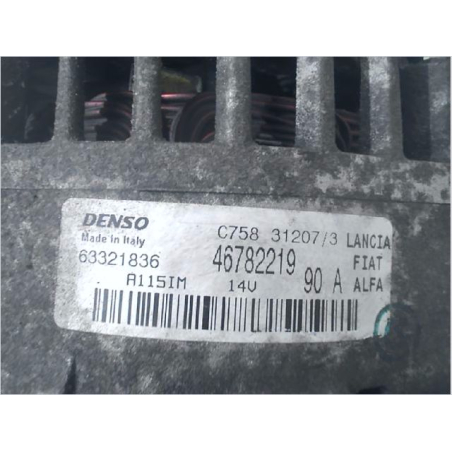 DENSO C758 31207/3 LANCIA
Made in Italy
63321836 46782219 FIAT
A115IM 14V 90 A ALFA